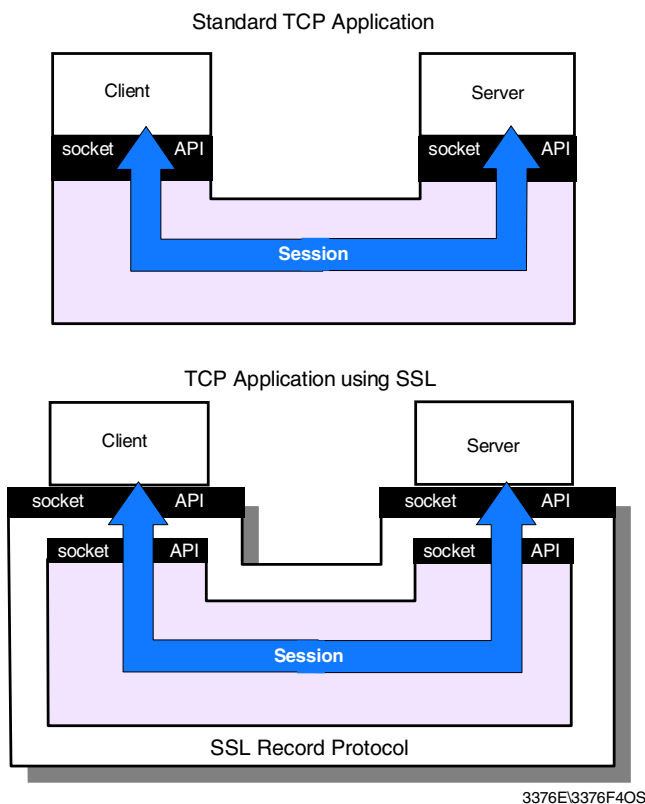 Standard TCP Application
Client
Server
socket API
socket API
Session
TCP Application using SSL
Client
Server
socket API
socket API
socket API
socket API
Session
SSL Record Protocol
3376E\3376F4OS